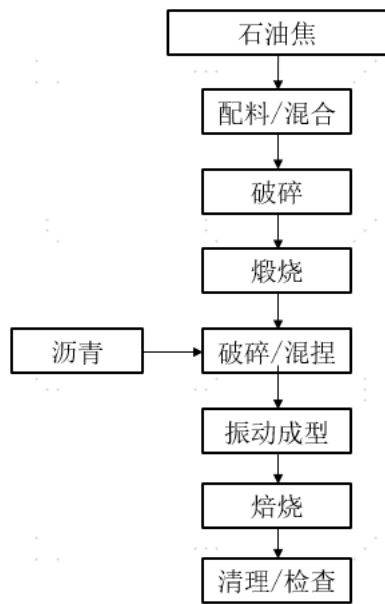 石油焦
配料/混合
破碎
煅烧
沥青
破碎/混捏
振动成型
焙烧
清理/检查